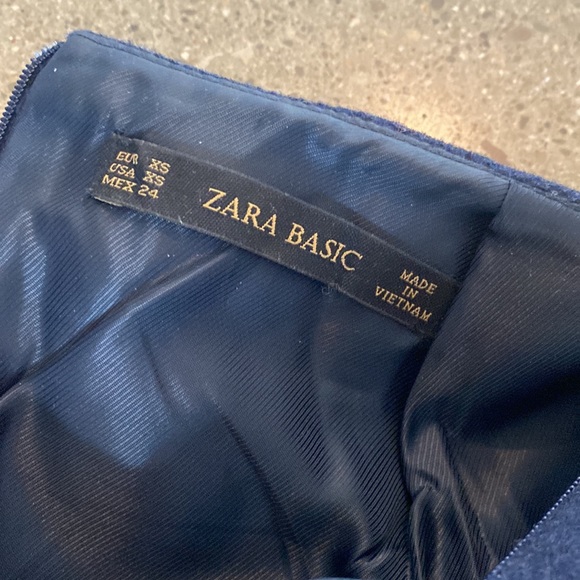 EUR XS
USA XS
MEX 24
ZARA BASIC
MADE
IN
VIETNAM